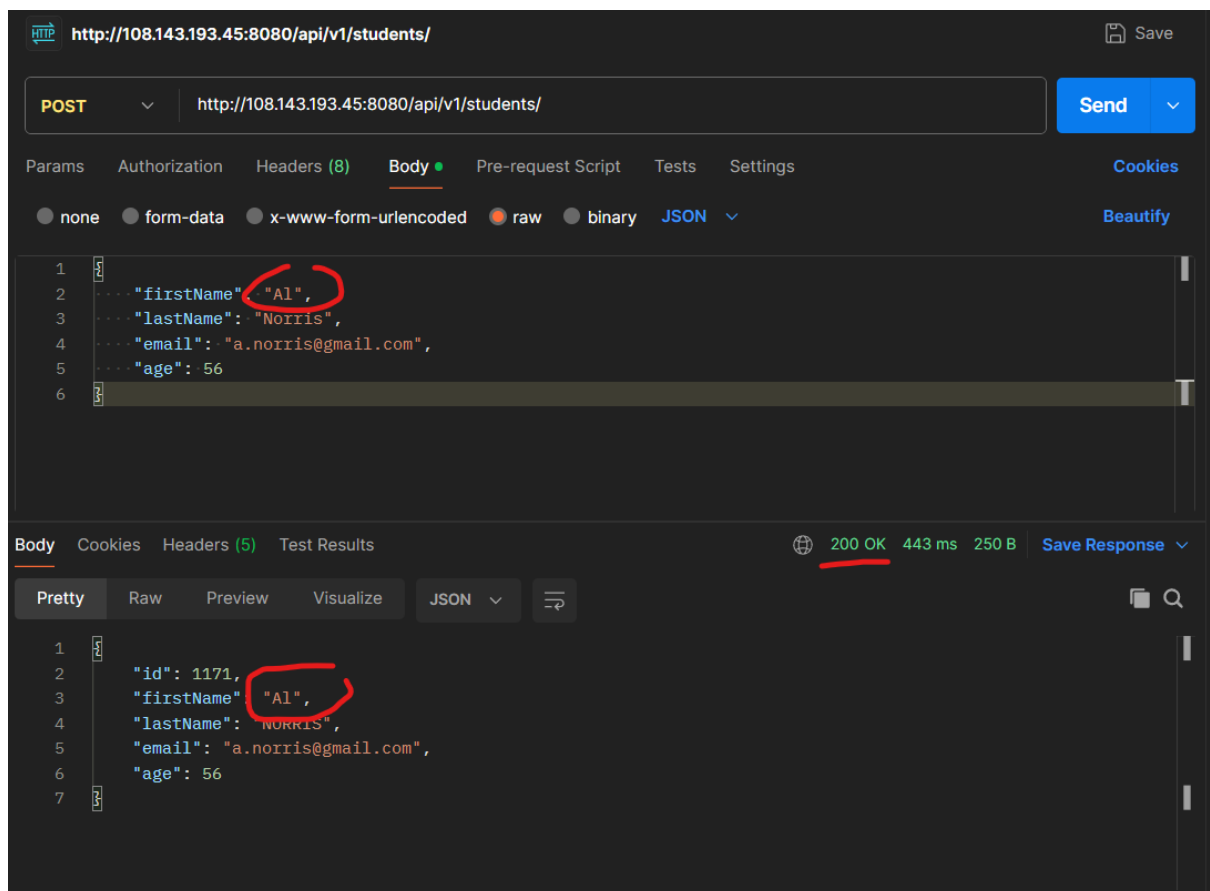 HTTP http://108.143.193.45:8080/api/v1/students/ Save
POST http://108.143.193.45:8080/api/v1/students/ Send
Params Authorization Headers (8) Body Pre-request Script Tests Settings Cookies
none form-data x-www-form-urlencoded raw binary JSON Beautify
1 {
2 "firstName": "Al",
3 "lastName": "Norris",
4 "email": "a.norris@gmail.com",
5 "age": 56
6 }
Body Cookies Headers (5) Test Results 200 OK 443 ms 250 B Save Response
Pretty Raw Preview Visualize JSON
1 {
2 "id": 1171,
3 "firstName": "Al",
4 "lastName": "NORRIS",
5 "email": "a.norris@gmail.com",
6 "age": 56
7 }